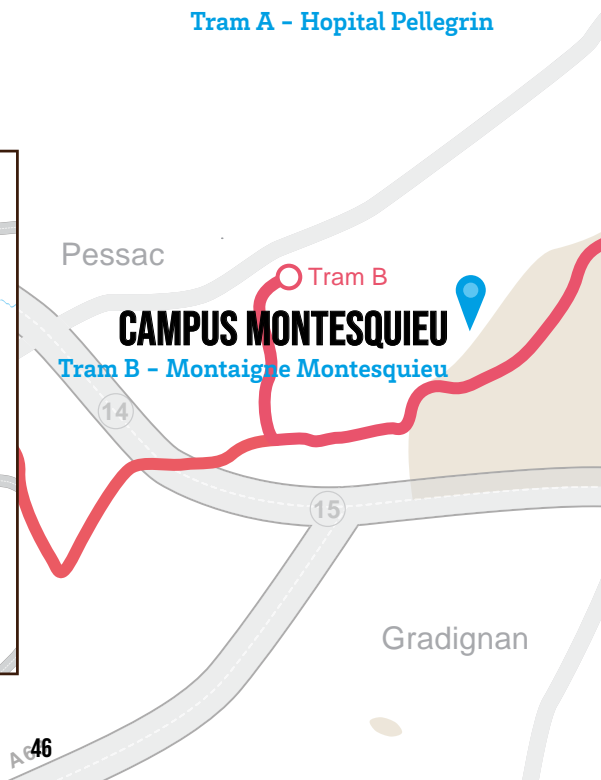 Tram A – Hopital Pellegrin
Pessac
Tram B
CAMPUS MONTESQUIEU
Tram B – Montaigne Montesquieu
14
15
Gradignan
46